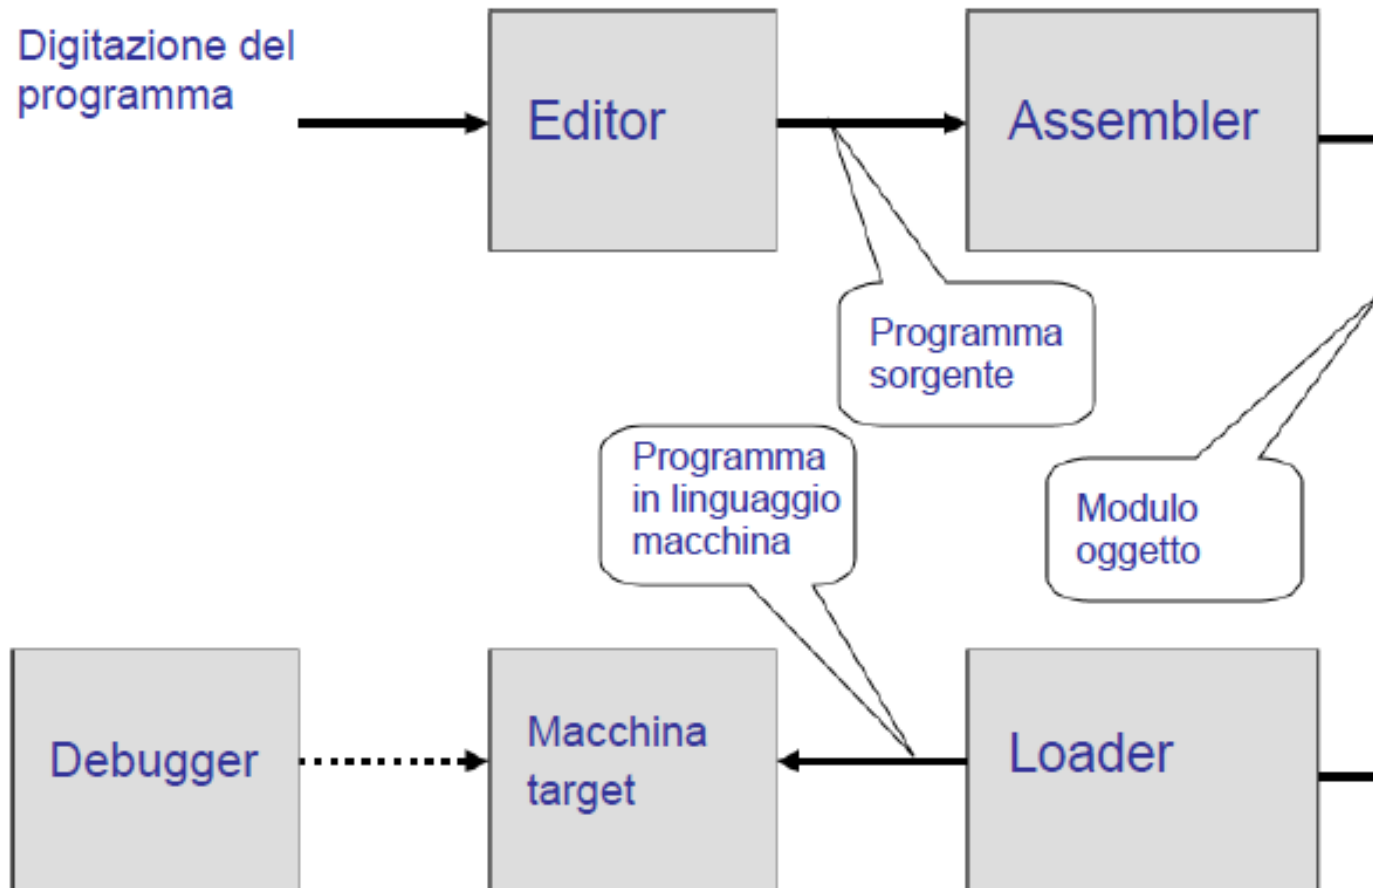 Digitazione del
programma
Editor
Assembler
Programma
sorgente
Programma
in linguaggio
macchina
Modulo
oggetto
Debugger
Macchina
target
Loader